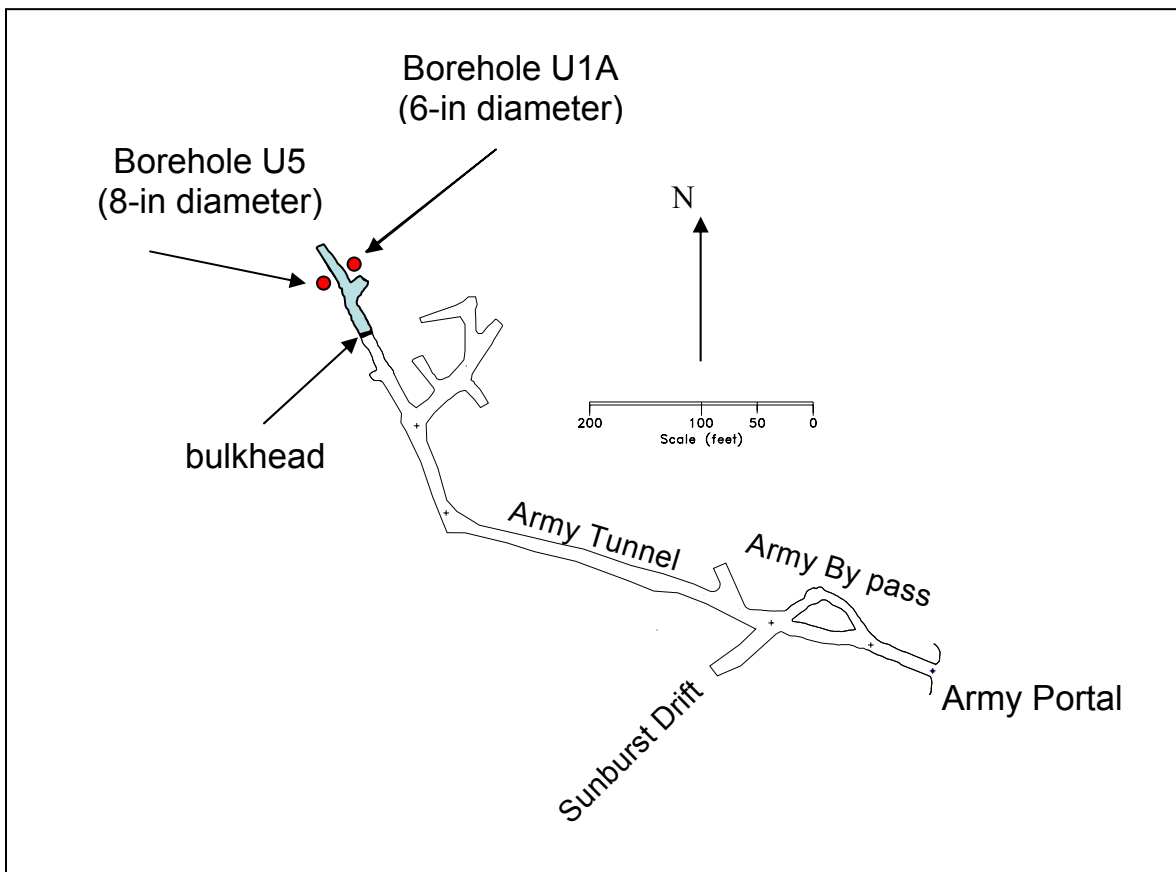 Borehole U1A
(6-in diameter)
Borehole U5
(8-in diameter)
N
bulkhead
200 100 50 0
Scale (feet)
Army Tunnel
Army By pass
Sunburst Drift
Army Portal